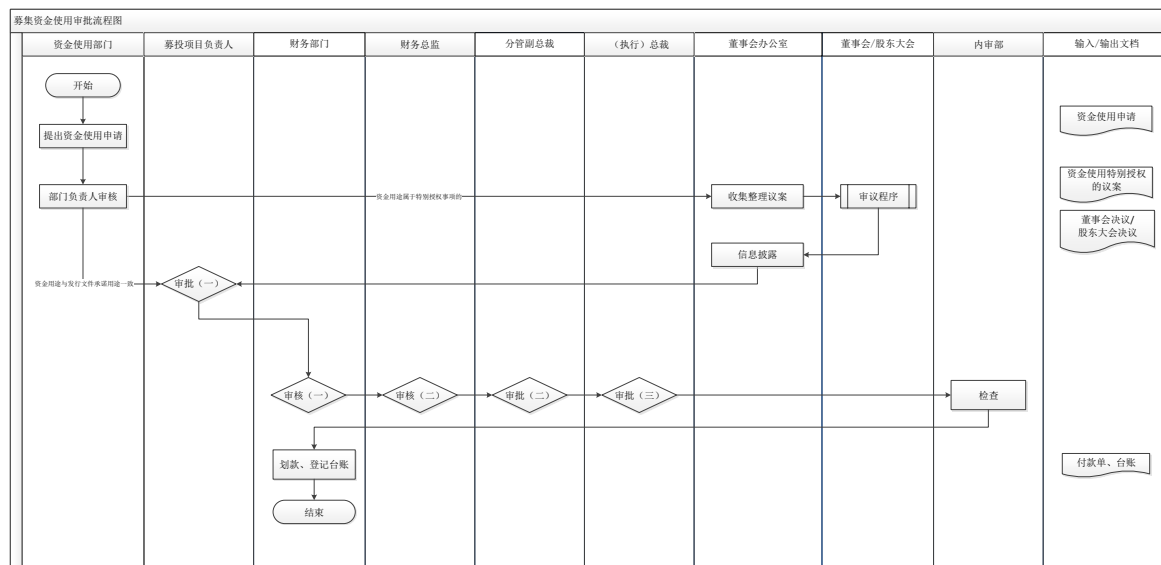 募集资金使用审批流程图
资金使用部门
募投项目负责人
财务部门
财务总监
分管副总裁
（执行）总裁
董事会办公室
董事会/股东大会
内审部
输入/输出文档
开始
提出资金使用申请
资金使用申请
部门负责人审核
资金用途属于特别授权事项的
收集整理议案
审议程序
资金使用特别授权
的议案
董事会决议/
股东大会决议
信息披露
资金用途与发行文件承诺用途一致
审批（一）
审核（一）
审核（二）
审批（二）
审批（三）
检查
划款、登记台账
付款单、台账
结束